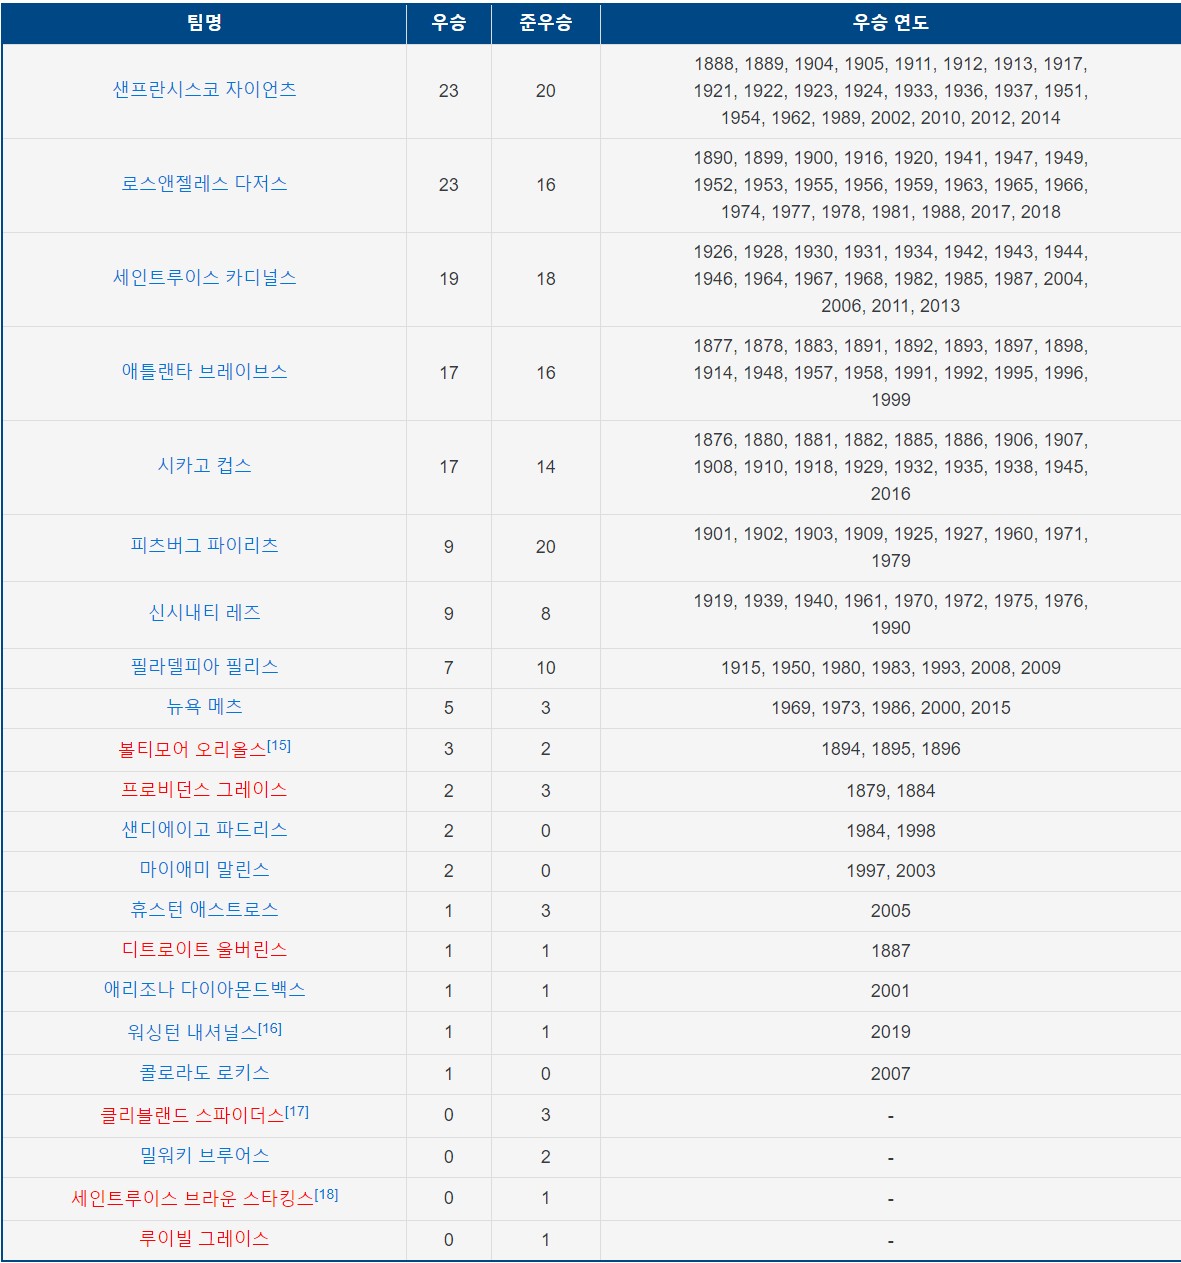 팀명 우승 준우승 우승 연도
샌프란시스코 자이언츠 23 20 1888, 1889, 1904, 1905, 1911, 1912, 1913, 1917,
1921, 1922, 1923, 1924, 1933, 1936, 1937, 1951,
1954, 1962, 1989, 2002, 2010, 2012, 2014
로스앤젤레스 다저스 23 16 1890, 1899, 1900, 1916, 1920, 1941, 1947, 1949,
1952, 1953, 1955, 1956, 1959, 1963, 1965, 1966,
1974, 1977, 1978, 1981, 1988, 2017, 2018
세인트루이스 카디널스 19 18 1926, 1928, 1930, 1931, 1934, 1942, 1943, 1944,
1946, 1964, 1967, 1968, 1982, 1985, 1987, 2004,
2006, 2011, 2013
애틀랜타 브레이브스 17 16 1877, 1878, 1883, 1891, 1892, 1893, 1897, 1898,
1914, 1948, 1957, 1958, 1991, 1992, 1995, 1996,
1999
시카고 컵스 17 14 1876, 1880, 1881, 1882, 1885, 1886, 1906, 1907,
1908, 1910, 1918, 1929, 1932, 1935, 1938, 1945,
2016
피츠버그 파이리츠 9 20 1901, 1902, 1903, 1909, 1925, 1927, 1960, 1971,
1979
신시내티 레즈 9 8 1919, 1939, 1940, 1961, 1970, 1972, 1975, 1976,
1990
필라델피아 필리스 7 10 1915, 1950, 1980, 1983, 1993, 2008, 2009
뉴욕 메츠 5 3 1969, 1973, 1986, 2000, 2015
볼티모어 오리올스[15] 3 2 1894, 1895, 1896
프로비던스 그레이스 2 3 1879, 1884
샌디에이고 파드리스 2 0 1984, 1998
마이애미 말린스 2 0 1997, 2003
휴스턴 애스트로스 1 3 2005
디트로이트 울버린스 1 1 1887
애리조나 다이아몬드백스 1 1 2001
워싱턴 내셔널스[16] 1 1 2019
콜로라도 로키스 1 0 2007
클리블랜드 스파이더스[17] 0 3 -
밀워키 브루어스 0 2 -
세인트루이스 브라운 스타킹스[18] 0 1 -
루이빌 그레이스 0 1 -